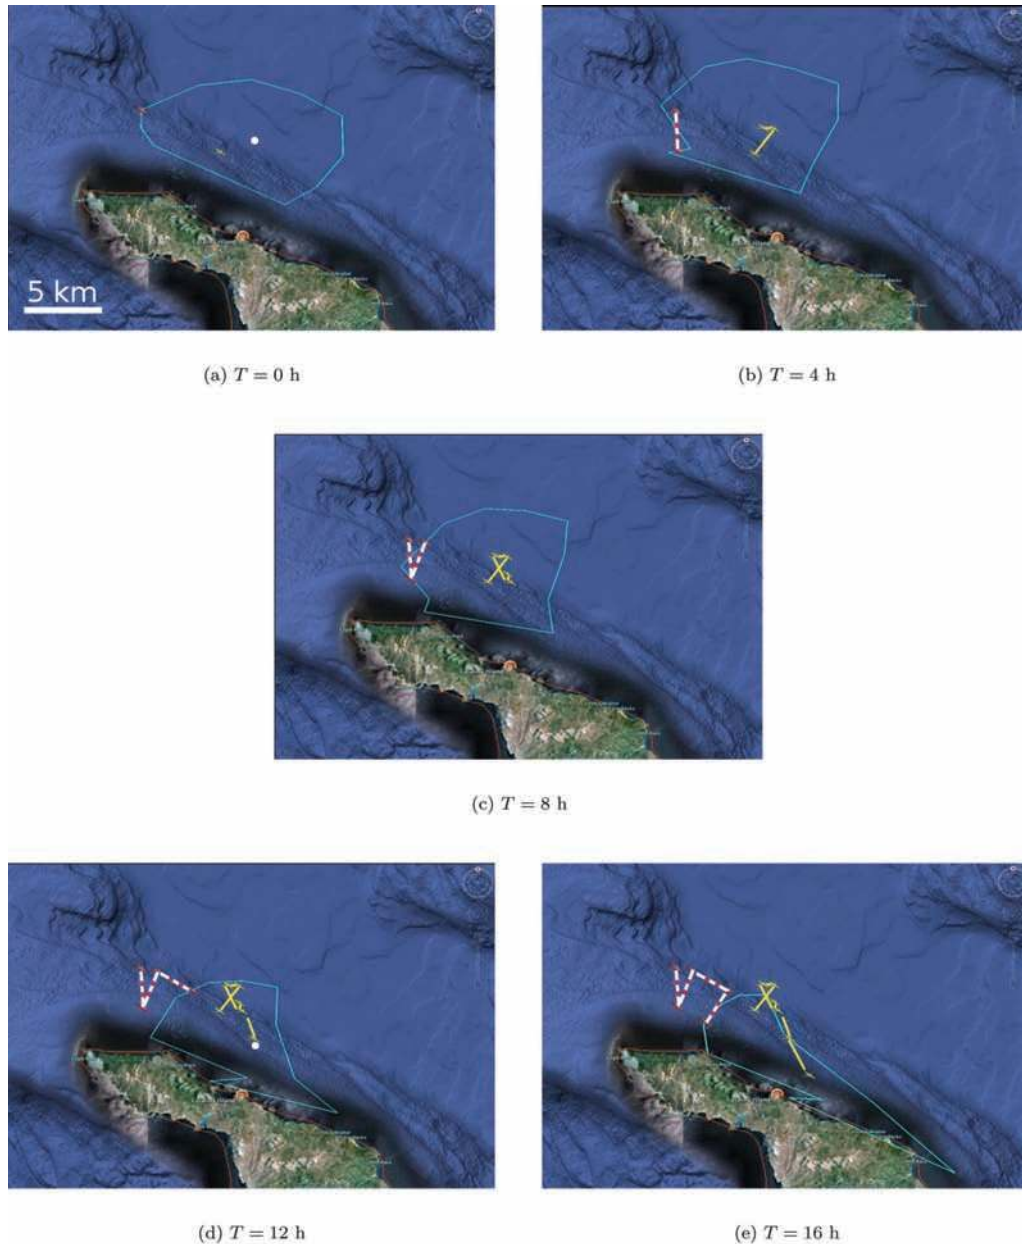 5 km
(a) T = 0 h
(b) T = 4 h
(c) T = 8 h
(d) T = 12 h
(e) T = 16 h